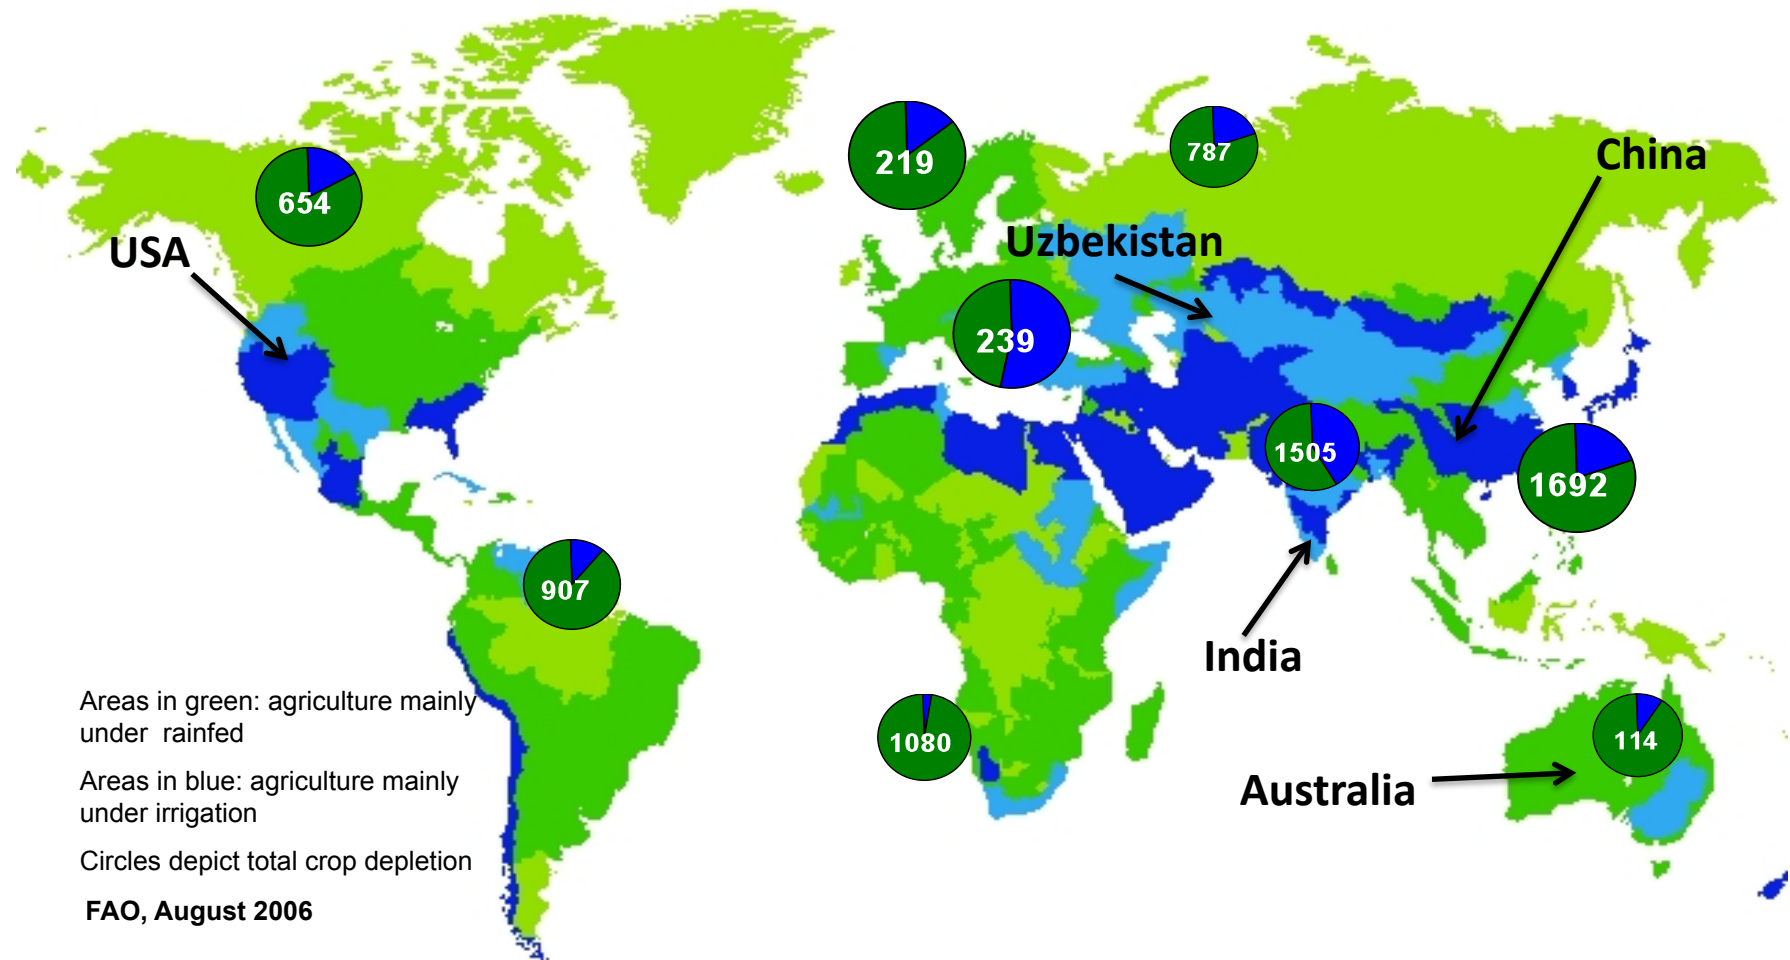 219
787
China
654
USA
Uzbekistan
239
1505
1692
907
India
Areas in green: agriculture mainly
under rainfed
1080
114
Areas in blue: agriculture mainly
under irrigation
Australia
Circles depict total crop depletion
FAO, August 2006